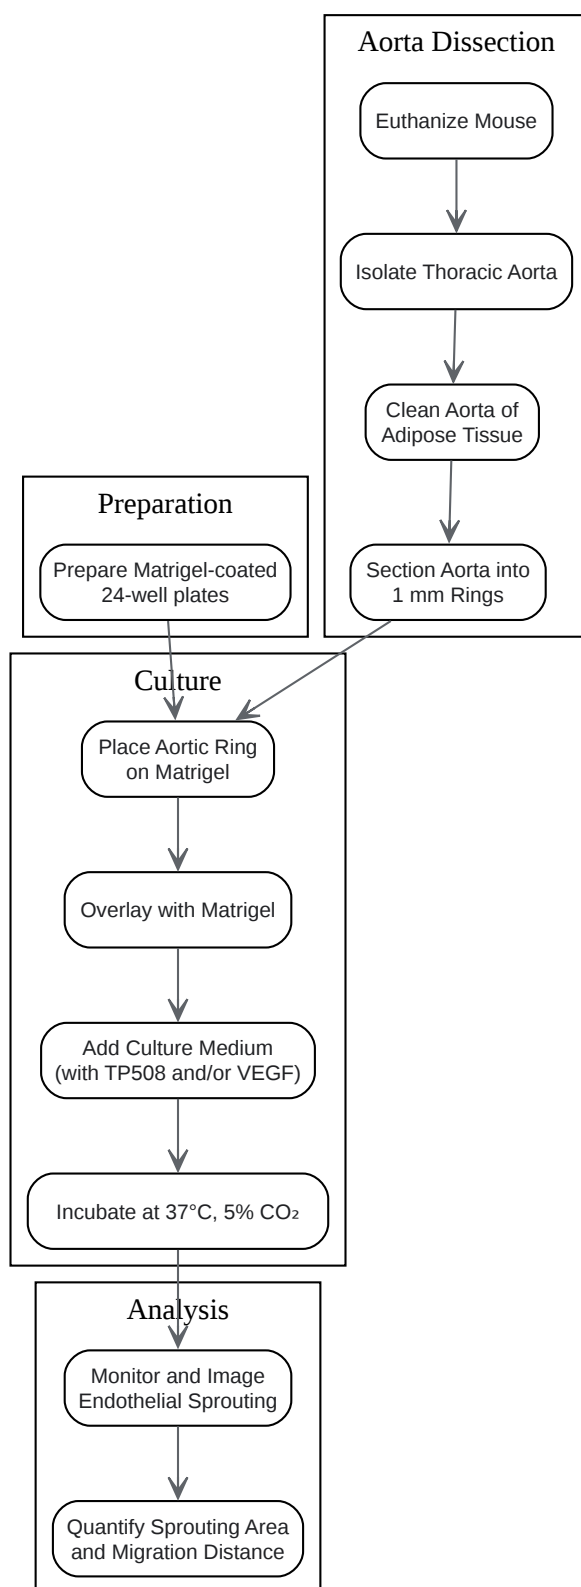 Aorta Dissection
Euthanize Mouse
Isolate Thoracic Aorta
Clean Aorta of
Adipose Tissue
Section Aorta into
1 mm Rings
Preparation
Prepare Matrigel-coated
24-well plates
Culture
Place Aortic Ring
on Matrigel
Overlay with Matrigel
Add Culture Medium
(with TP508 and/or VEGF)
Incubate at 37°C, 5% CO₂
Analysis
Monitor and Image
Endothelial Sprouting
Quantify Sprouting Area
and Migration Distance